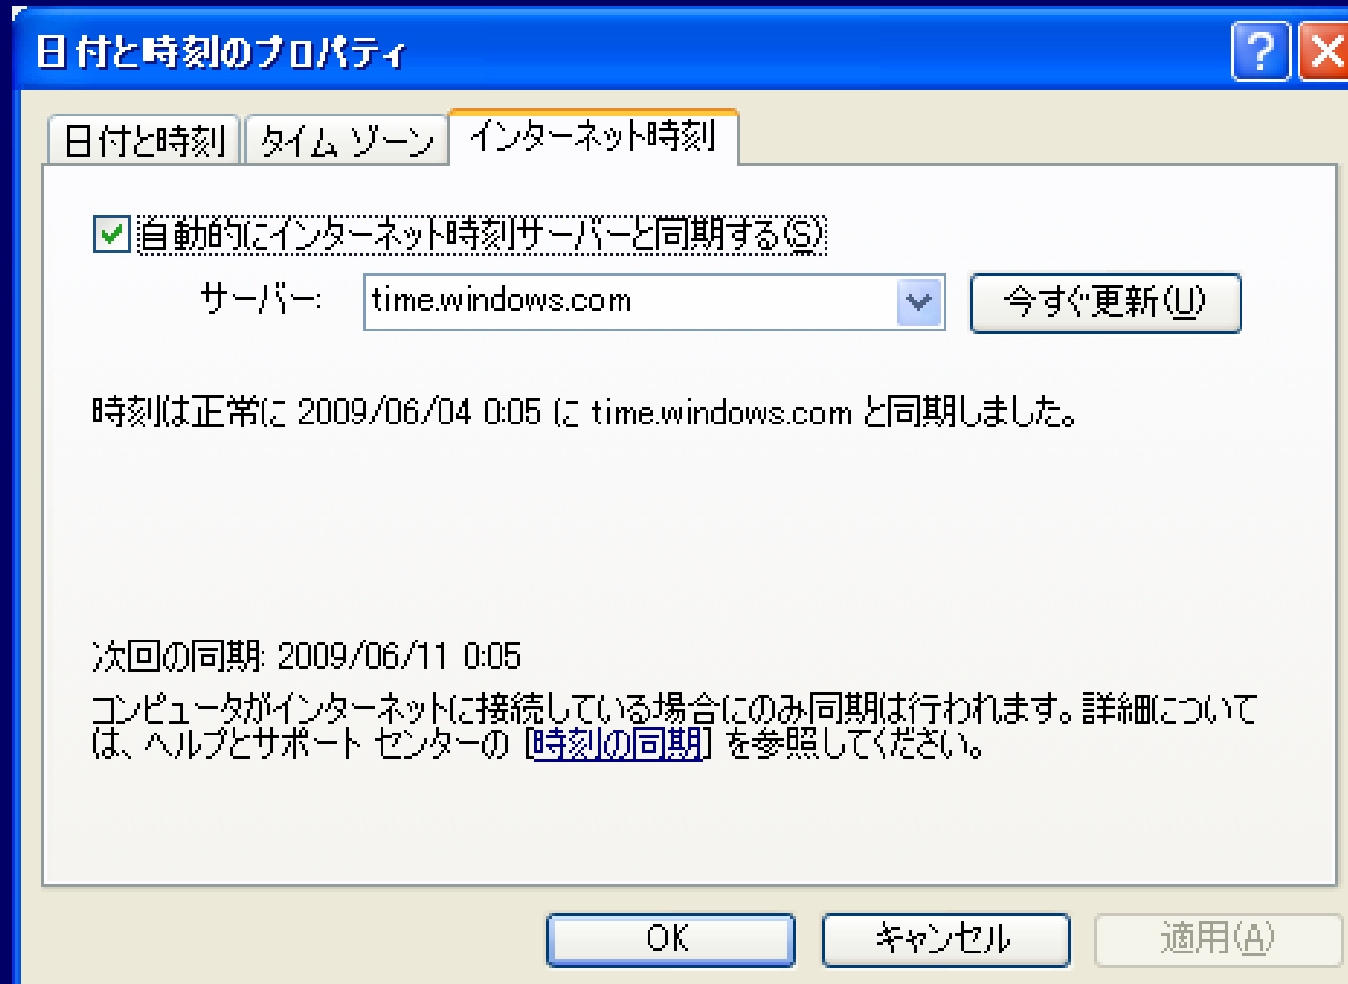 日付と時刻のプロパティ
日付と時刻 タイム ゾーン インターネット時刻
自動的にインターネット時刻サーバーと同期する(S)
サーバー: time.windows.com 今すぐ更新(U)
時刻は正常に 2009/06/04 0:05 に time.windows.com と同期しました。
次回の同期: 2009/06/11 0:05
コンピュータがインターネットに接続している場合にのみ同期は行われます。詳細について
は、ヘルプとサポート センターの [時刻の同期] を参照してください。
OK キャンセル 適用(A)